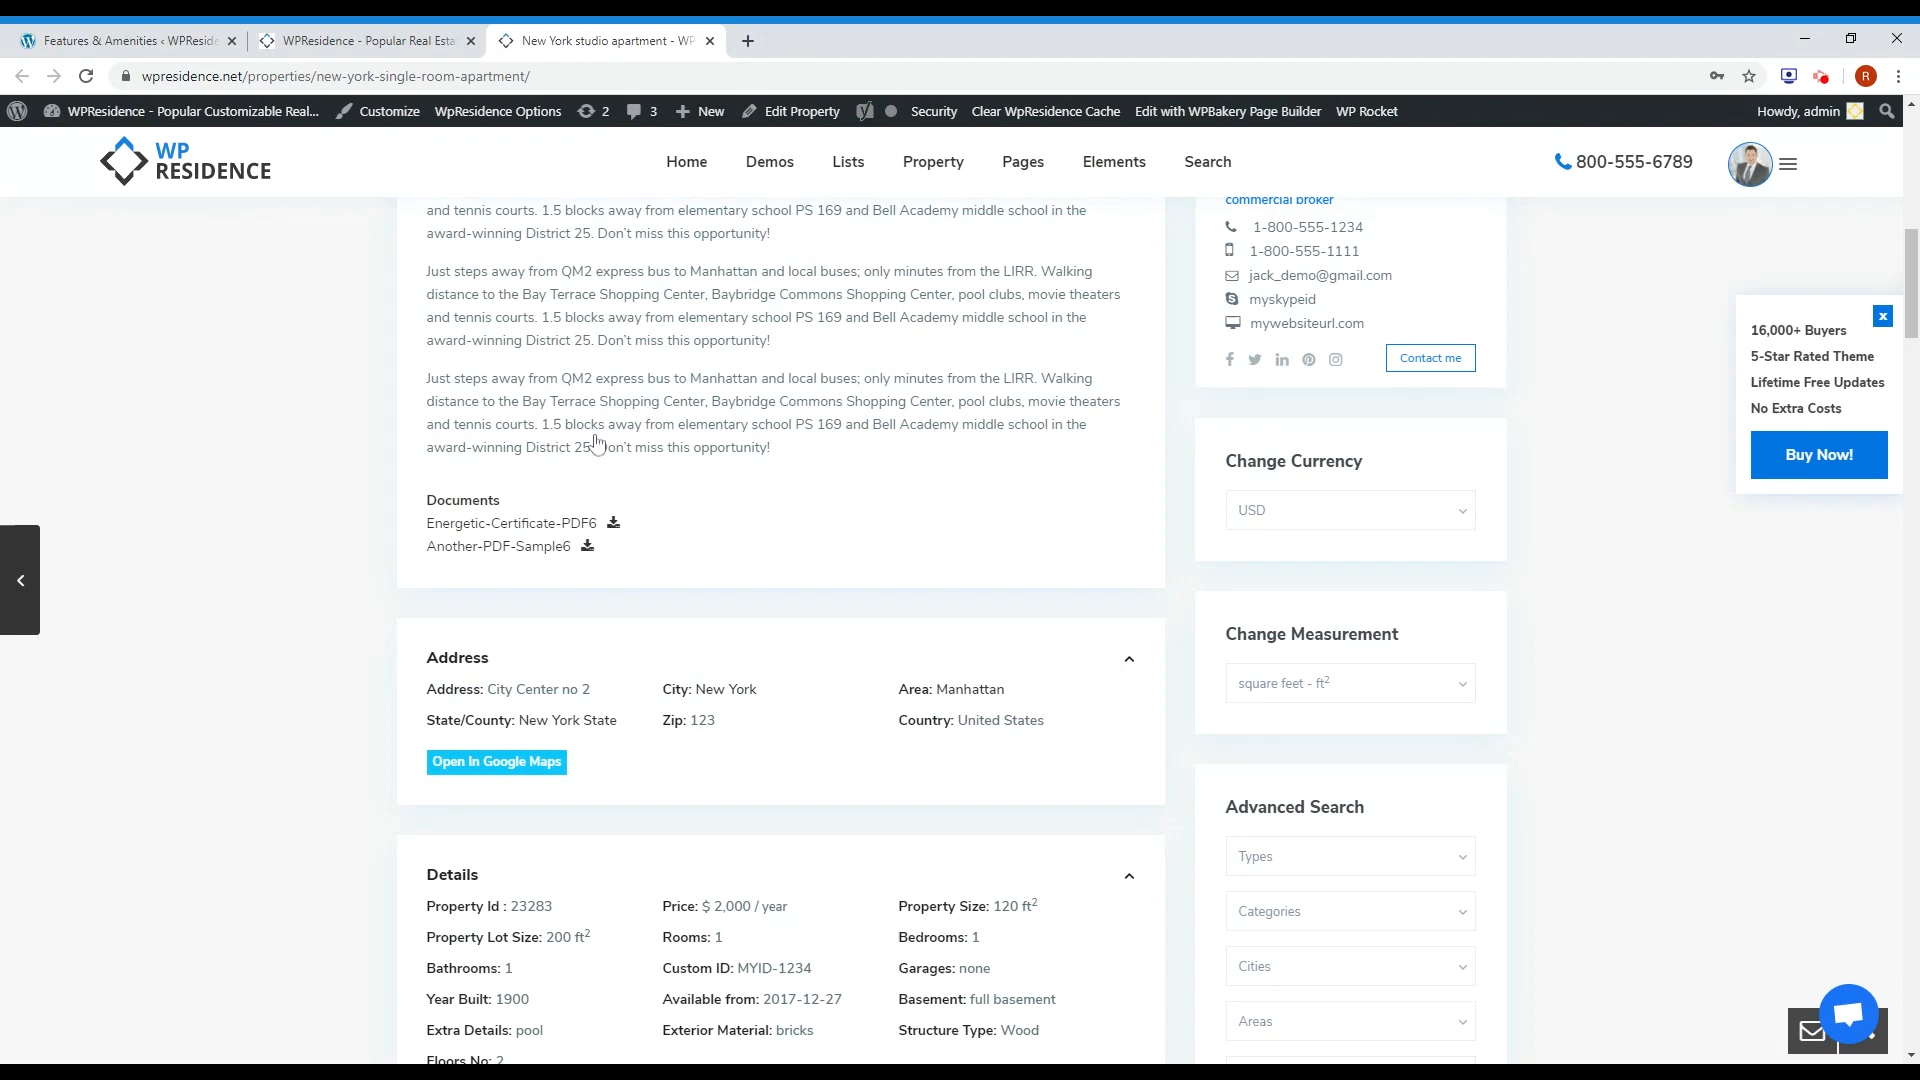 Features & Amenities ‹ WPReside
WPResidence - Popular Real Esta
New York studio apartment - WP
wpresidence.net/properties/new-york-single-room-apartment/
R
WPResidence - Popular Customizable Real...
Customize
WpResidence Options
2
3
New
Edit Property
Security
Clear WpResidence Cache
Edit with WPBakery Page Builder
WP Rocket
Howdy, admin
WP
RESIDENCE
Home
Demos
Lists
Property
Pages
Elements
Search
800-555-6789
and tennis courts. 1.5 blocks away from elementary school PS 169 and Bell Academy middle school in the
award-winning District 25. Don't miss this opportunity!
Just steps away from QM2 express bus to Manhattan and local buses; only minutes from the LIRR. Walking
distance to the Bay Terrace Shopping Center, Baybridge Commons Shopping Center, pool clubs, movie theaters
and tennis courts. 1.5 blocks away from elementary school PS 169 and Bell Academy middle school in the
award-winning District 25. Don't miss this opportunity!
Just steps away from QM2 express bus to Manhattan and local buses; only minutes from the LIRR. Walking
distance to the Bay Terrace Shopping Center, Baybridge Commons Shopping Center, pool clubs, movie theaters
and tennis courts. 1.5 blocks away from elementary school PS 169 and Bell Academy middle school in the
award-winning District 25. Don't miss this opportunity!
Documents
Energetic-Certificate-PDF6
Another-PDF-Sample6
Address
Address: City Center no 2
City: New York
Area: Manhattan
State/County: New York State
Zip: 123
Country: United States
Open In Google Maps
Details
Property Id : 23283
Price: $ 2,000 / year
Property Size: 120 ft2
Property Lot Size: 200 ft2
Rooms: 1
Bedrooms: 1
Bathrooms: 1
Custom ID: MYID-1234
Garages: none
Year Built: 1900
Available from: 2017-12-27
Basement: full basement
Extra Details: pool
Exterior Material: bricks
Structure Type: Wood
Floors No: 2
commercial broker
1-800-555-1234
1-800-555-1111
jack_demo@gmail.com
myskypeid
mywebsiteurl.com
Contact me
Change Currency
USD
Change Measurement
square feet - ft2
Advanced Search
Types
Categories
Cities
Areas
x
16,000+ Buyers
5-Star Rated Theme
Lifetime Free Updates
No Extra Costs
Buy Now!